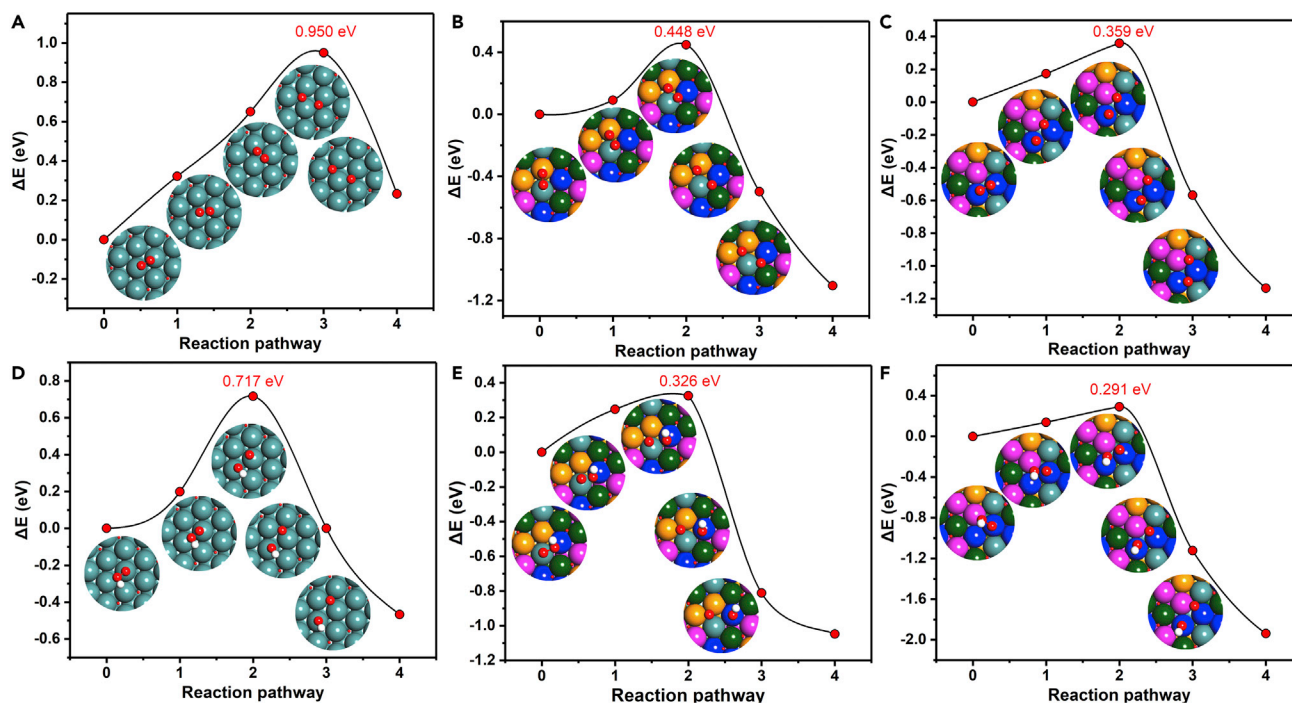 A
0.950 eV
ΔE (eV)
1.0
0.8
0.6
0.4
0.2
0.0
-0.2
0 1 2 3 4
Reaction pathway
B
0.448 eV
ΔE (eV)
0.4
0.0
-0.4
-0.8
-1.2
0 1 2 3 4
Reaction pathway
C
0.359 eV
ΔE (eV)
0.4
0.2
0.0
-0.2
-0.4
-0.6
-0.8
-1.0
-1.2
0 1 2 3 4
Reaction pathway
D
0.717 eV
ΔE (eV)
0.8
0.6
0.4
0.2
0.0
-0.2
-0.4
-0.6
0 1 2 3 4
Reaction pathway
E
0.326 eV
ΔE (eV)
0.4
0.2
0.0
-0.2
-0.4
-0.6
-0.8
-1.0
-1.2
0 1 2 3 4
Reaction pathway
F
0.291 eV
ΔE (eV)
0.4
0.0
-0.4
-0.8
-1.2
-1.6
-2.0
0 1 2 3 4
Reaction pathway